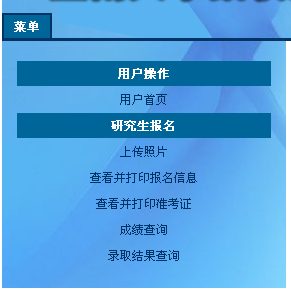 菜单
用户操作
用户首页
研究生报名
上传照片
查看并打印报名信息
查看并打印准考证
成绩查询
录取结果查询